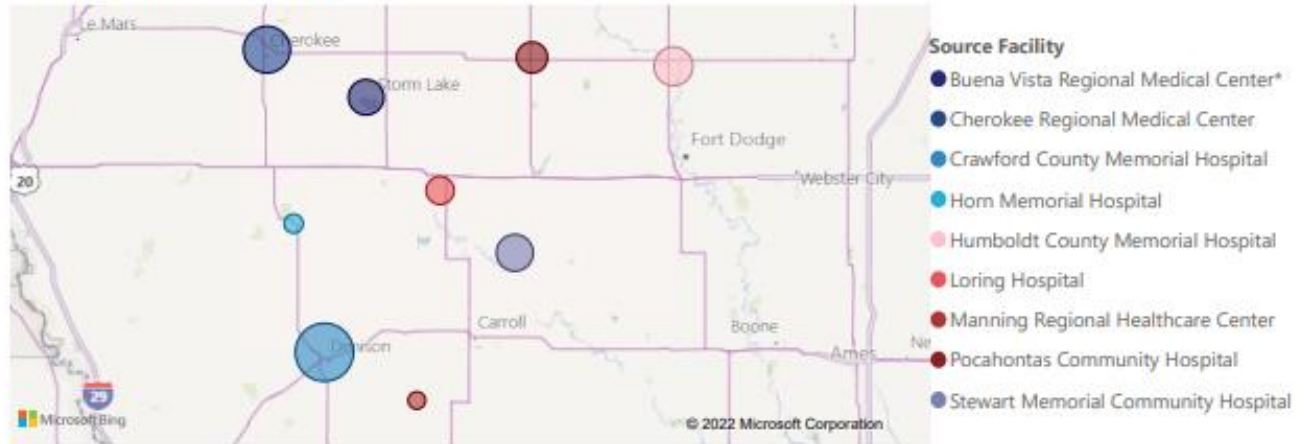 Le Mars
Cherokee
Storm Lake
Fort Dodge
20
Webster City
Carroll
Boone
Denison
Ames
Ne
29
Microsoft Bing
© 2022 Microsoft Corporation
Source Facility
Buena Vista Regional Medical Center*
Cherokee Regional Medical Center
Crawford County Memorial Hospital
Horn Memorial Hospital
Humboldt County Memorial Hospital
Loring Hospital
Manning Regional Healthcare Center
Pocahontas Community Hospital
Stewart Memorial Community Hospital